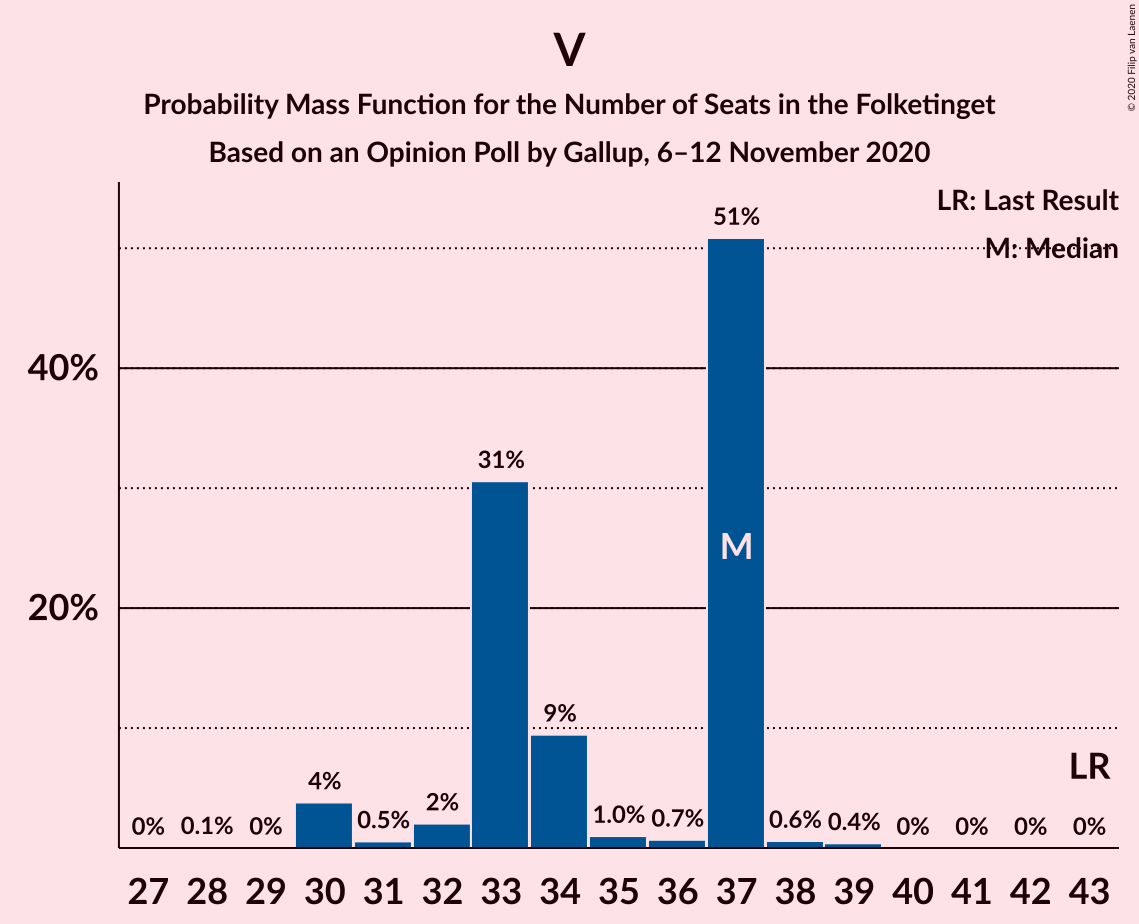 V
Probability Mass Function for the Number of Seats in the Folketinget
Based on an Opinion Poll by Gallup, 6–12 November 2020
© 2020 Filip van Laenen
LR: Last Result
M: Median
40%
20%
0% 0.1% 0% 4% 0.5% 2% 31% 9% 1.0% 0.7% 51% 0.6% 0.4% 0% 0% 0% 0%
M
LR
27 28 29 30 31 32 33 34 35 36 37 38 39 40 41 42 43